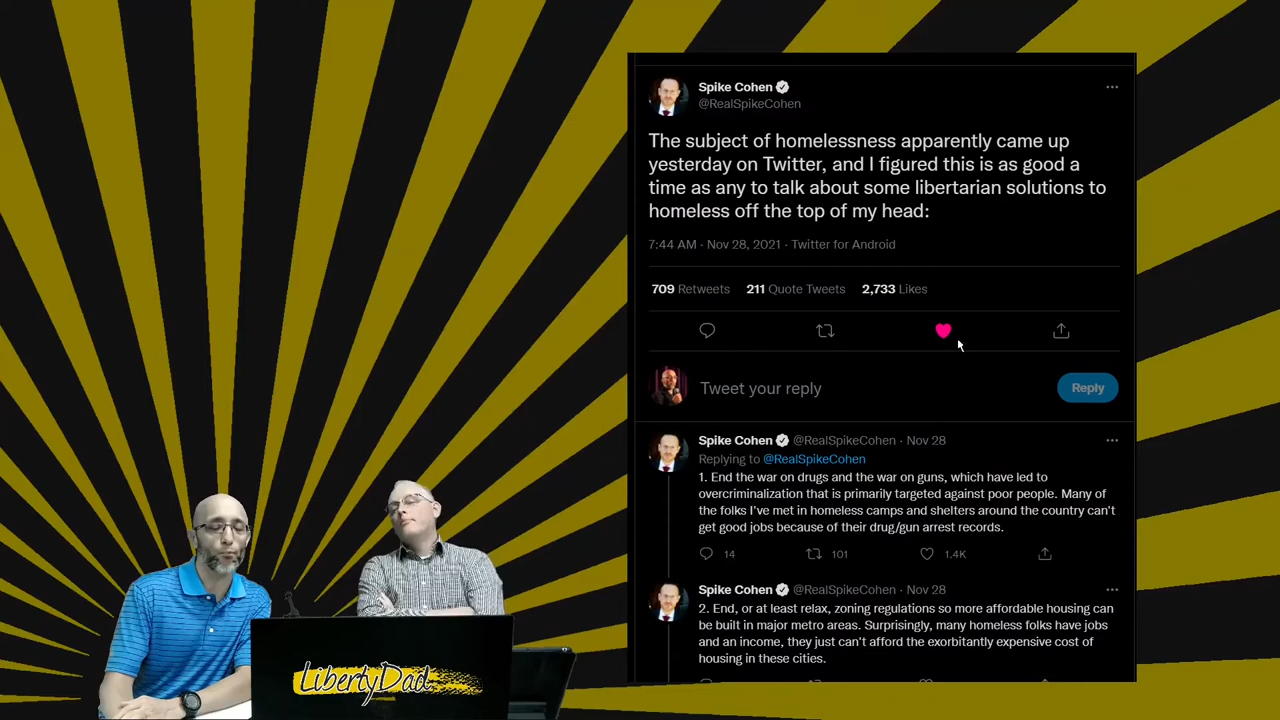 Spike Cohen
@RealSpikeCohen
The subject of homelessness apparently came up
yesterday on Twitter, and I figured this is as good a
time as any to talk about some libertarian solutions to
homeless off the top of my head:
7:44 AM · Nov 28, 2021 · Twitter for Android
709 Retweets 211 Quote Tweets 2,733 Likes
Tweet your reply
Reply
Spike Cohen @RealSpikeCohen · Nov 28
Replying to @RealSpikeCohen
1. End the war on drugs and the war on guns, which have led to
overcriminalization that is primarily targeted against poor people. Many of
the folks I've met in homeless camps and shelters around the country can't
get good jobs because of their drug/gun arrest records.
14 101 1.4K
Spike Cohen @RealSpikeCohen · Nov 28
2. End, or at least relax, zoning regulations so more affordable housing can
be built in major metro areas. Surprisingly, many homeless folks have jobs
and an income, they just can't afford the exorbitantly expensive cost of
housing in these cities.
LibertyDad